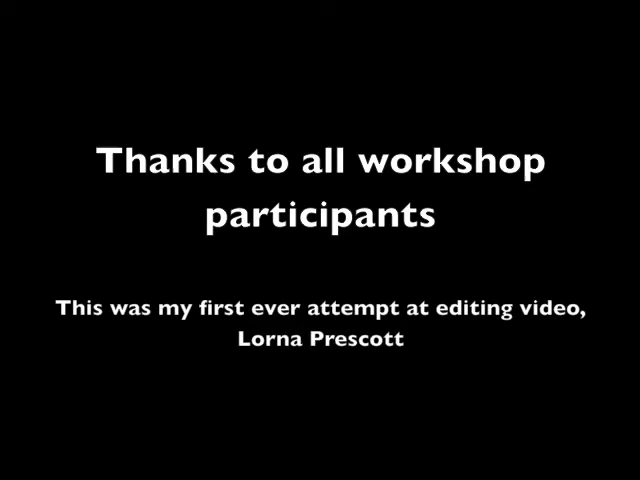 Thanks to all workshop
participants
This was my first ever attempt at editing video,
Lorna Prescott